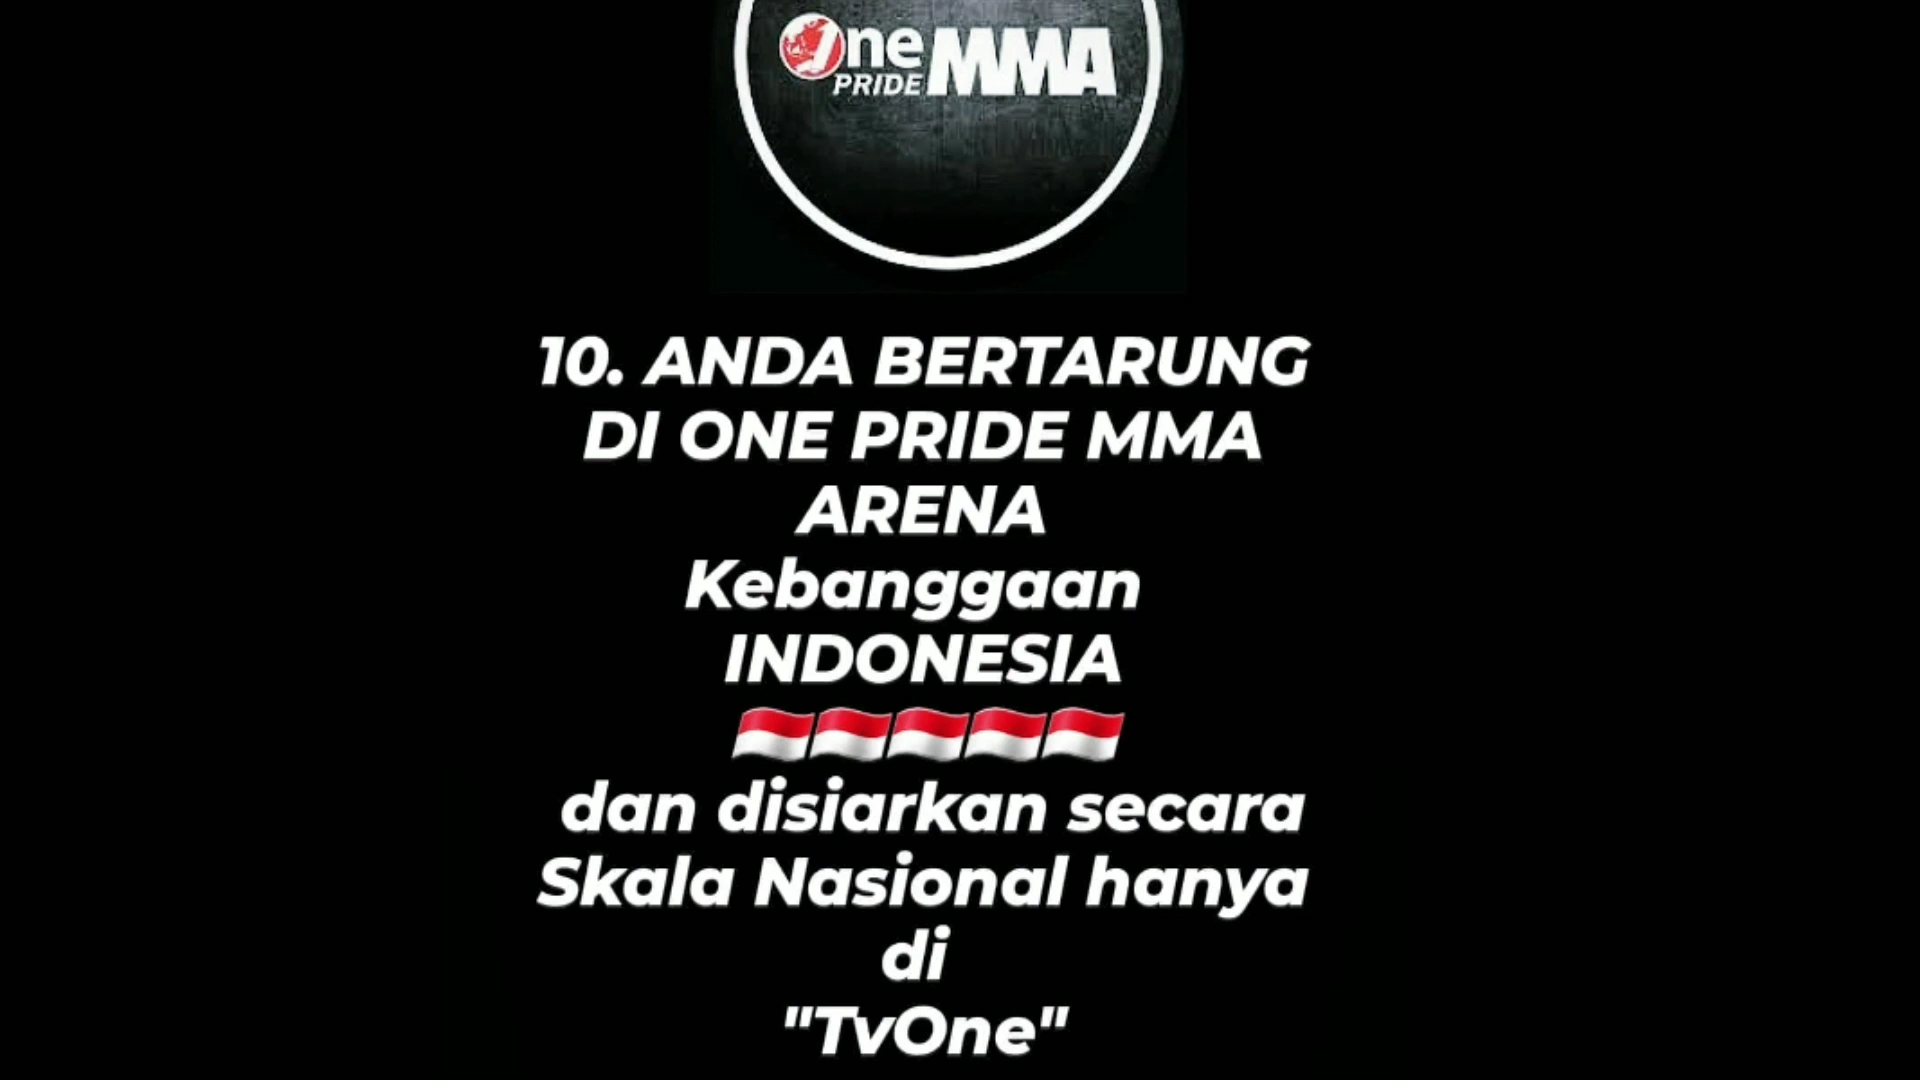 One PRIDE MMA
10. ANDA BERTARUNG
DI ONE PRIDE MMA
ARENA
Kebanggaan
INDONESIA
🇮🇩🇮🇩🇮🇩🇮🇩🇮🇩
dan disiarkan secara
Skala Nasional hanya
di
"TvOne"